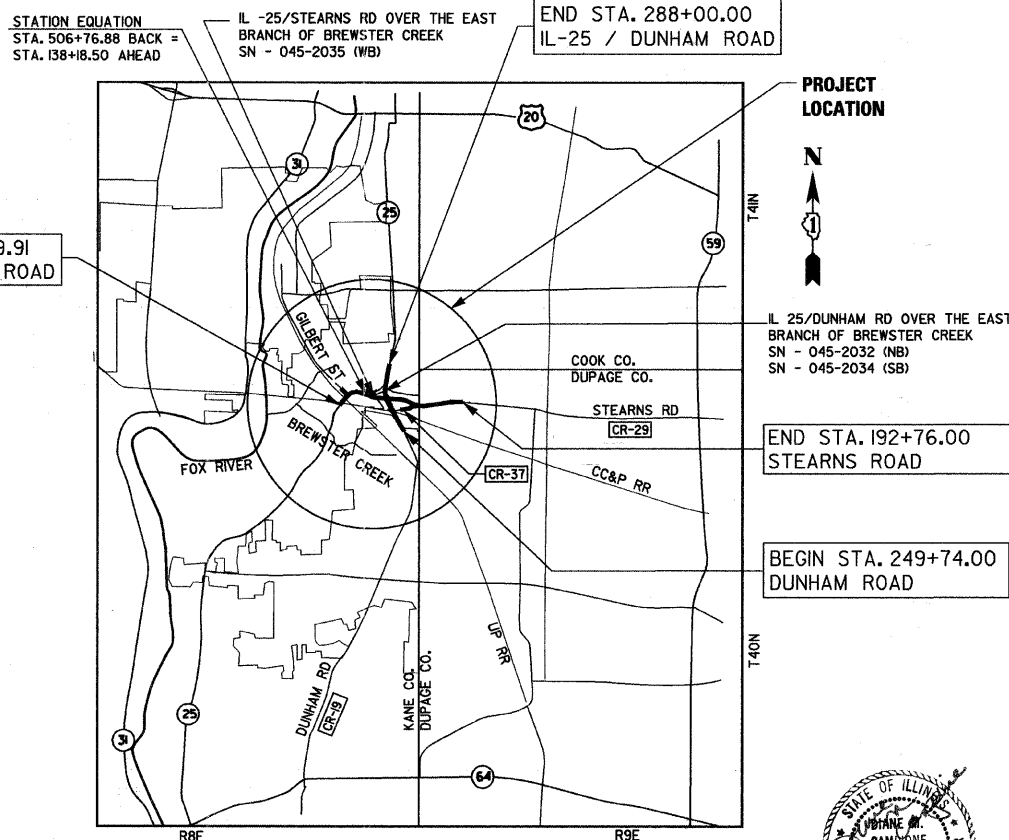 STATION EQUATION
STA. 506+76.88 BACK =
STA. 138+18.50 AHEAD
IL -25/STEARNS RD OVER THE EAST
BRANCH OF BREWSTER CREEK
SN - 045-2035 (WB)
END STA. 288+00.00
IL-25 / DUNHAM ROAD
PROJECT
LOCATION
N
1
20
31
25
59
T41N
9.91
ROAD
GILBERT ST
IL 25/DUNHAM RD OVER THE EAST
BRANCH OF BREWSTER CREEK
SN - 045-2032 (NB)
SN - 045-2034 (SB)
COOK CO.
DUPAGE CO.
STEARNS RD
CR-29
BREWSTER CREEK
FOX RIVER
CR-37
CC&P RR
END STA. 192+76.00
STEARNS ROAD
BEGIN STA. 249+74.00
DUNHAM ROAD
T40N
UP RR
DUNHAM RD
CR-19
KANE CO.
DUPAGE CO.
25
31
64
R8E
R9E
STATE OF ILLINOIS
DIANE M.